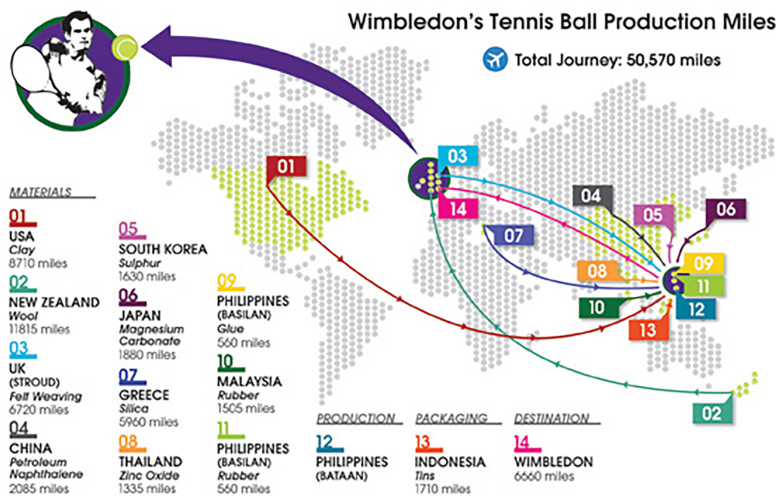 Wimbledon's Tennis Ball Production Miles
Total Journey: 50,570 miles
01
03
14
04
05
06
07
08
09
10
11
12
13
02
MATERIALS
01
USA
Clay
8710 miles
02
NEW ZEALAND
Wool
11815 miles
03
UK
(STROUD)
Felt Weaving
6720 miles
04
CHINA
Petroleum
Naphthalene
2085 miles
05
SOUTH KOREA
Sulphur
1630 miles
06
JAPAN
Magnesium
Carbonate
1880 miles
07
GREECE
Silica
5960 miles
08
THAILAND
Zinc Oxide
1335 miles
09
PHILIPPINES
(BASILAN)
Glue
560 miles
10
MALAYSIA
Rubber
1505 miles
11
PHILIPPINES
(BASILAN)
Rubber
560 miles
PRODUCTION
12
PHILIPPINES
(BATAAN)
PACKAGING
13
INDONESIA
Tins
1710 miles
DESTINATION
14
WIMBLEDON
6660 miles